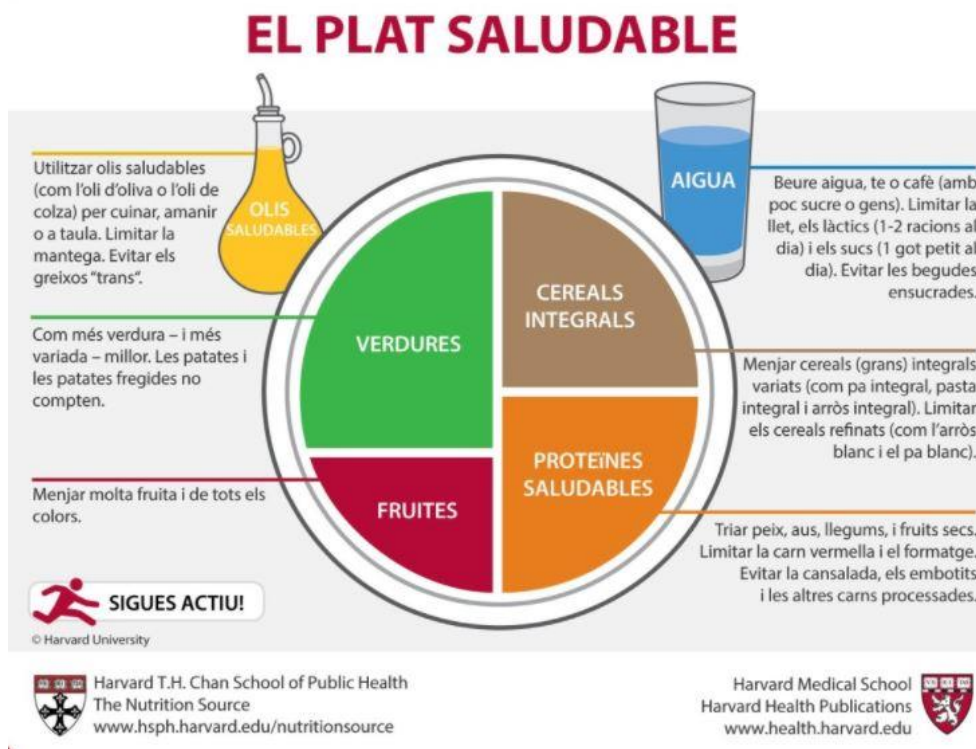 EL PLAT SALUDABLE
Utilitzar olis saludables
(com l'oli d'oliva o l'oli de
colza) per cuinar, amanir
o a taula. Limitar la
mantega. Evitar els
greixos "trans".
OLIS
SALUDABLES
AIGUA
Beure aigua, te o cafè (amb
poc sucre o gens). Limitar la
llet, els làctics (1-2 racions al
dia) i els sucs (1 got petit al
dia). Evitar les begudes
ensucrades.
Com més verdura – i més
variada – millor. Les patates i
les patates fregides no
compten.
VERDURES
CEREALS
INTEGRALS
Menjar cereals (grans) integrals
variats (com pa integral, pasta
integral i arròs integral). Limitar
els cereals refinats (com l'arròs
blanc i el pa blanc).
Menjar molta fruita i de tots els
colors.
FRUITES
PROTEïNES
SALUDABLES
Triar peix, aus, llegums, i fruits secs.
Limitar la carn vermella i el formatge.
Evitar la cansalada, els embotits
i les altres carns processades.
SIGUES ACTIU!
© Harvard University
Harvard T.H. Chan School of Public Health
The Nutrition Source
www.hsph.harvard.edu/nutritionsource
Harvard Medical School
Harvard Health Publications
www.health.harvard.edu